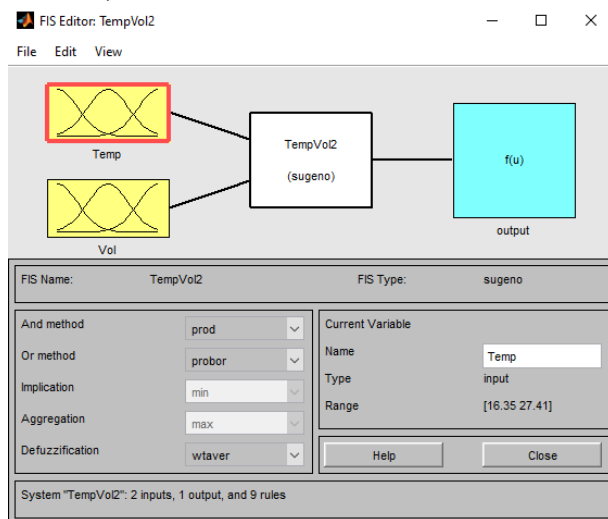 FIS Editor: TempVol2
File Edit View
Temp
TempVol2
(sugeno)
f(u)
output
Vol
FIS Name: TempVol2 FIS Type: sugeno
And method prod
Or method probor
Implication min
Aggregation max
Defuzzification wtaver
Current Variable
Name Temp
Type input
Range [16.35 27.41]
Help Close
System "TempVol2": 2 inputs, 1 output, and 9 rules